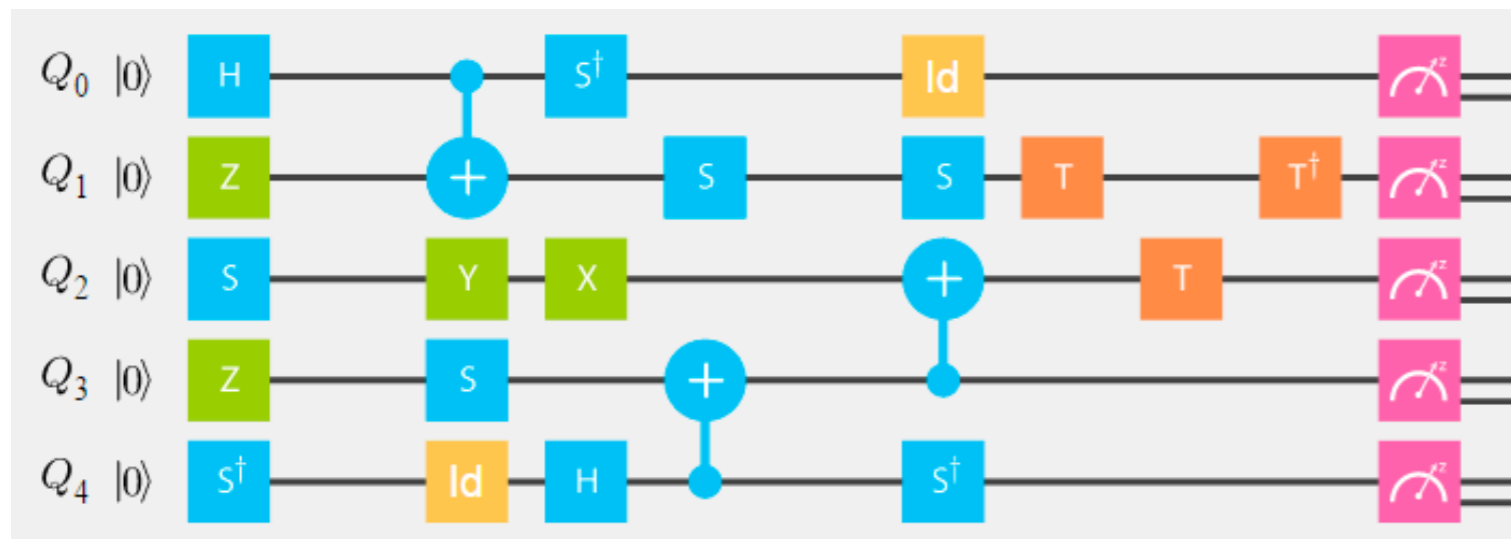 Q0 |0⟩ H S† Id z
Q1 |0⟩ Z + S S T T† z
Q2 |0⟩ S Y X + T z
Q3 |0⟩ Z S + z
Q4 |0⟩ S† Id H S† z